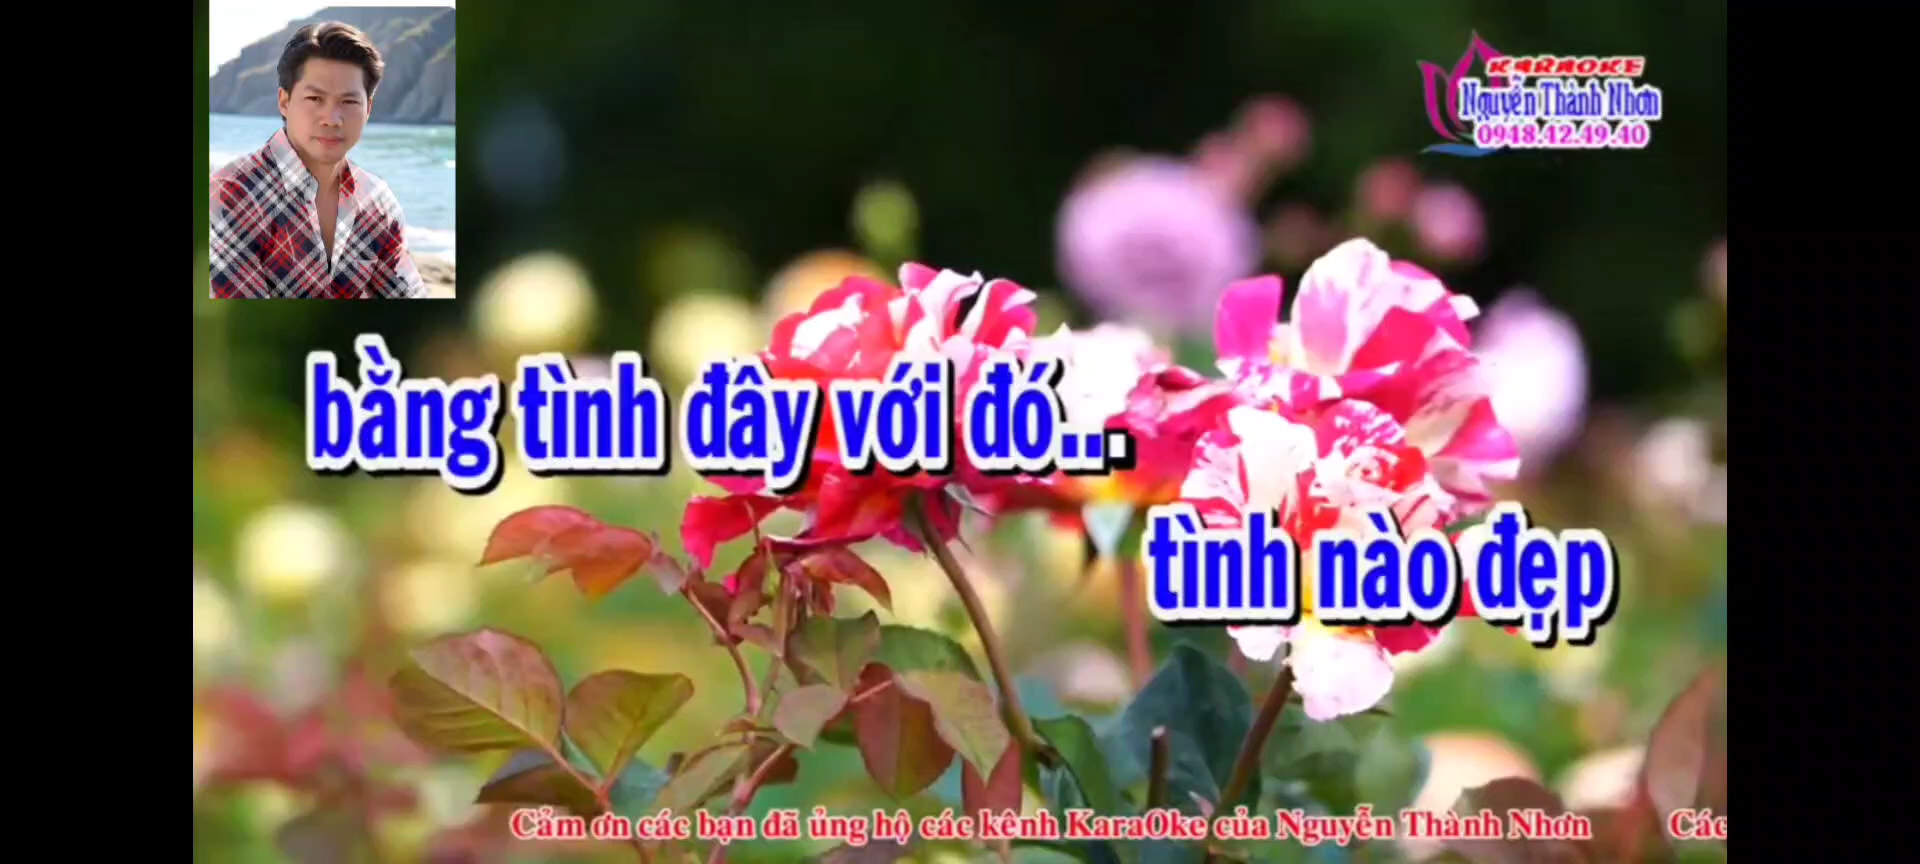 KARAOKE
Nguyễn Thành Nhơn
0948.42.49.40
bằng tình đây với đó...
tình nào đẹp
Cảm ơn các bạn đã ủng hộ các kênh KaraOke của Nguyễn Thành Nhơn Các